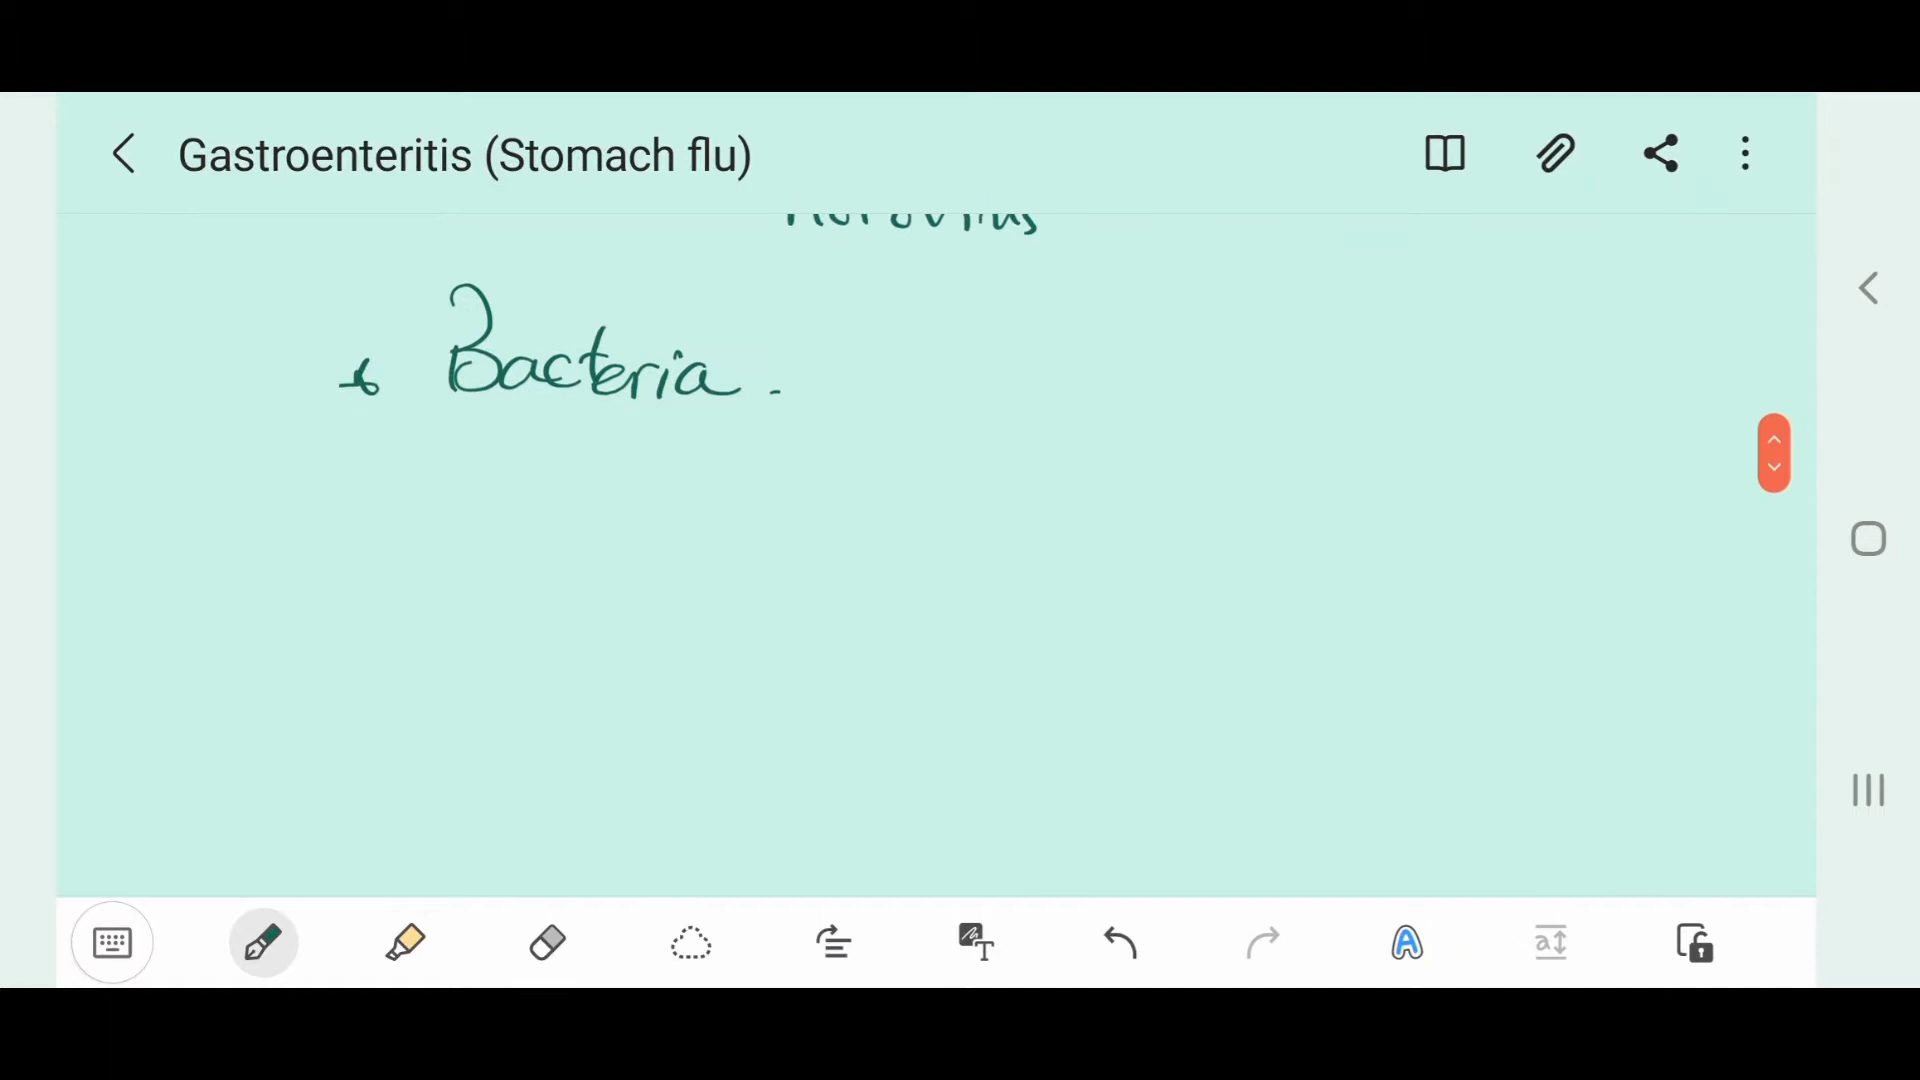 Gastroenteritis (Stomach flu)
* Bacteria .